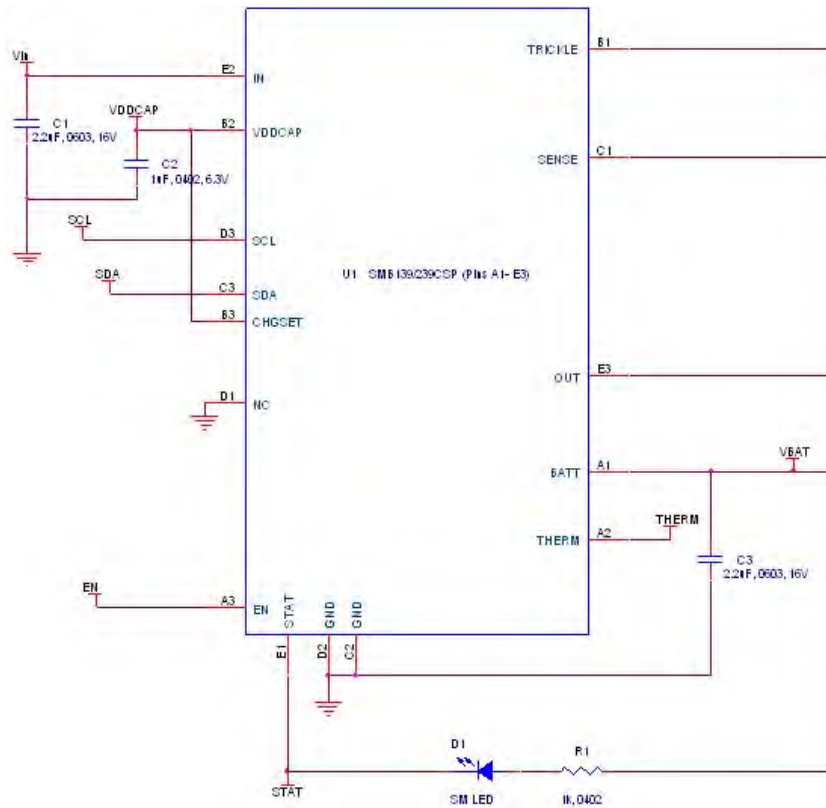 TRICKLE
B1
Vin
E2
IN
VDDCAP
C1
2.2uF, 0603, 16V
B2
VDDCAP
C2
1uF, 0402, 6.3V
SENSE
C1
SCL
D3
SCL
U1 SMB139/239CSP (Pins A1-E3)
SDA
C3
SDA
B3
CHGSET
OUT
E3
D1
NC
VBAT
BATT
A1
THERM
THERM
A2
C3
2.2uF, 0603, 16V
EN
A3
EN
STAT
GND
GND
E1
D2
C2
D1
R1
STAT
SM LED
1K, 0402